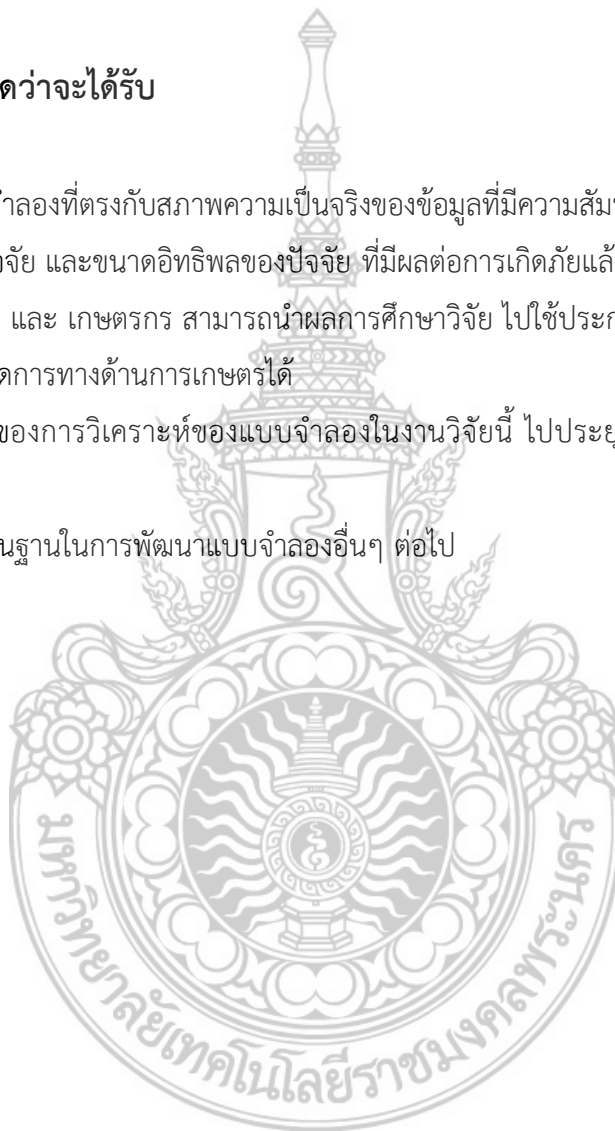 ดว่าจะได้รับ
ำลองที่ตรงกับสภาพความเป็นจริงของข้อมูลที่มีความสัม
จจัย และขนาดอิทธิพลของปัจจัย ที่มีผลต่อการเกิดภัยแล้
และ เกษตรกร สามารถนำผลการศึกษาวิจัย ไปใช้ประก
ดการทางด้านการเกษตรได้
ของการวิเคราะห์ของแบบจำลองในงานวิจัยนี้ ไปประยุ
นฐานในการพัฒนาแบบจำลองอื่นๆ ต่อไป
มหาวิทยาลัยเทคโนโลยีราชมงคลพระนคร